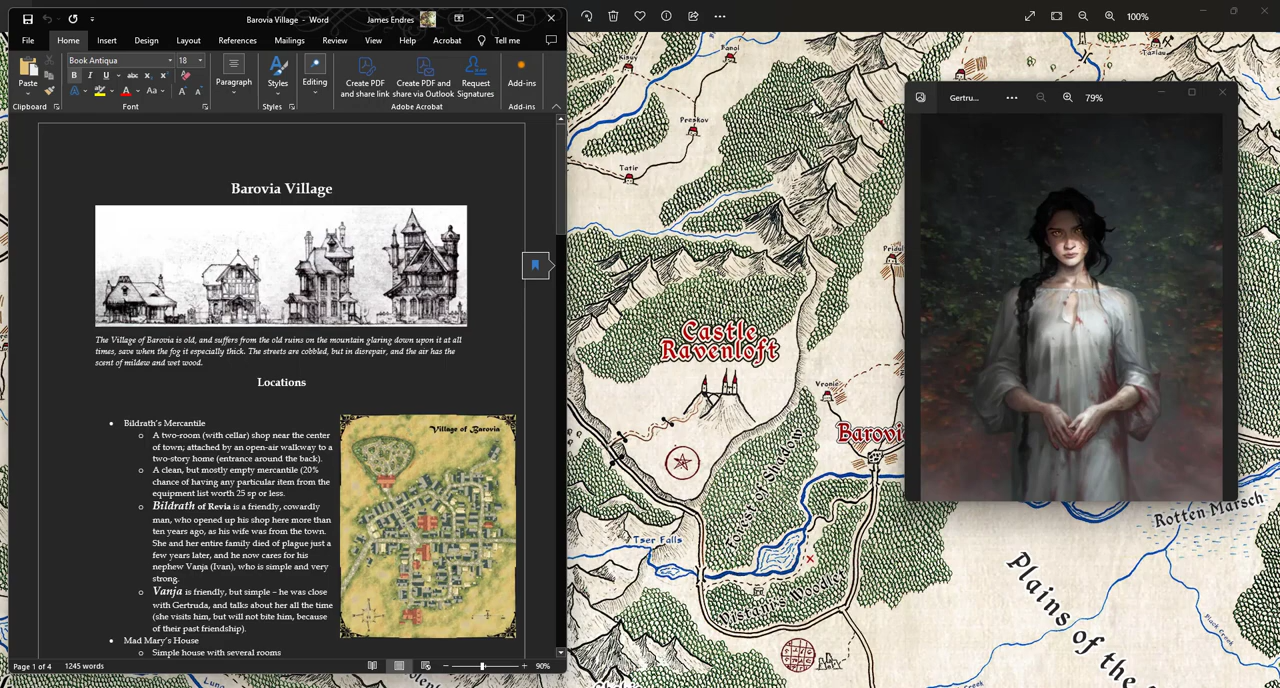 Barovia Village - Word
James Endres
File
Home
Insert
Design
Layout
References
Mailings
Review
View
Help
Acrobat
Tell me
Paste
Clipboard
Book Antiqua
18
B
I
U
abc
x₂
x²
A
A
Aa
A
A
Font
Paragraph
Styles
Styles
Editing
Create PDF
and share link
Create PDF and
share via Outlook
Request
Signatures
Adobe Acrobat
Add-ins
Add-ins
Barovia Village
The Village of Barovia is old, and suffers from the old ruins on the mountain glaring down upon it at all
times, save when the fog it especially thick. The streets are cobbled, but in disrepair, and the air has the
scent of mildew and wet wood.
Locations
• Bildrath's Mercantile
o A two-room (with cellar) shop near the center
of town; attached by an open-air walkway to a
two-story home (entrance around the back).
o A clean, but mostly empty mercantile (20%
chance of having any particular item from the
equipment list worth 25 sp or less.
o Bildrath of Revia is a friendly, cowardly
man, who opened up his shop here more than
ten years ago, as his wife was from the town.
She and her entire family died of plague just a
few years later, and he now cares for his
nephew Vanja (Ivan), who is simple and very
strong.
o Vanja is friendly, but simple – he was close
with Gertruda, and talks about her all the time
(she visits him, but will not bite him, because
of their past friendship).
• Mad Mary's House
o Simple house with several rooms
Village of Barovia
Page 1 of 4
1245 words
90%
100%
Panol
Preskov
Tatir
Castle
Ravenloft
Vronie
Barovi
Tser Falls
Rotten Marsch
Plains of the
Gertru...
79%